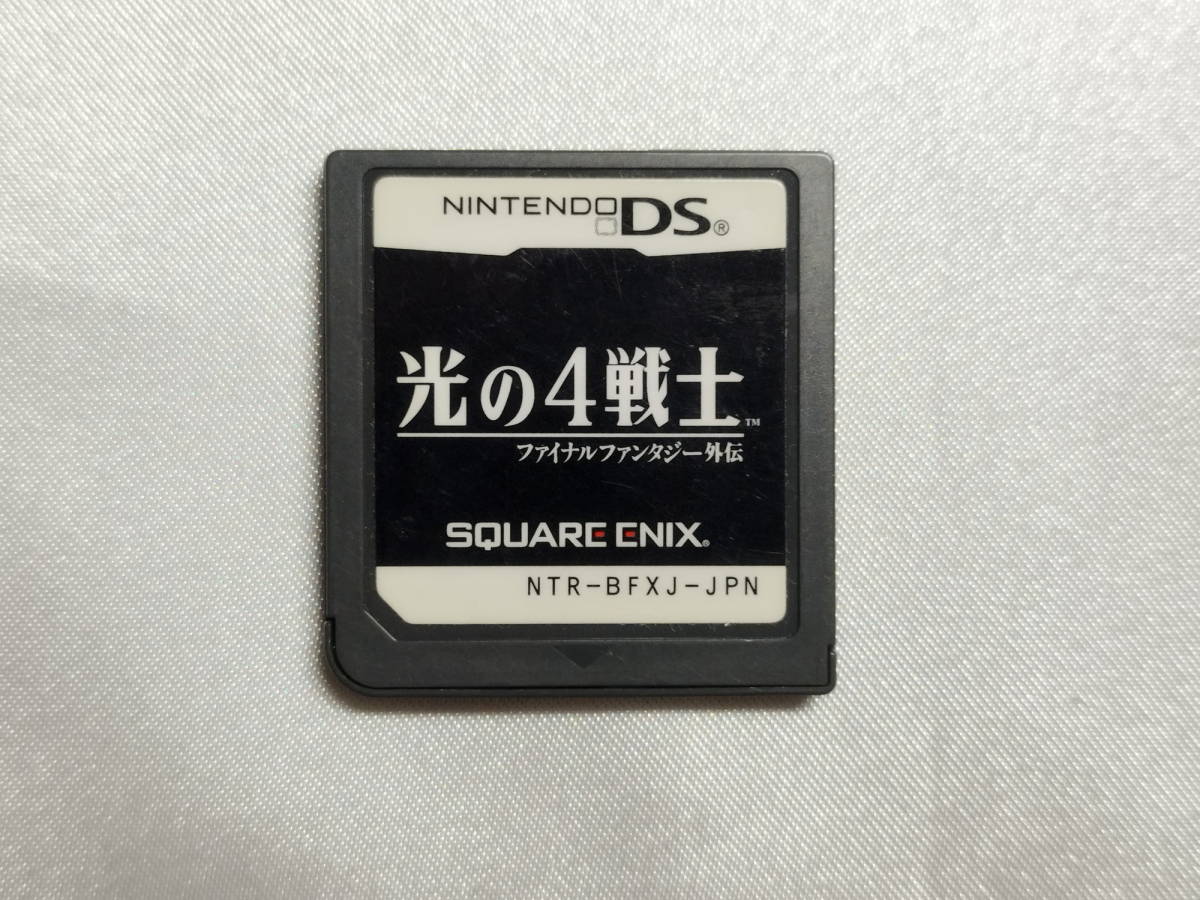 NINTENDO DS®
光の4戦士™
ファイナルファンタジー外伝
SQUARE ENIX®
NTR-BFXJ-JPN